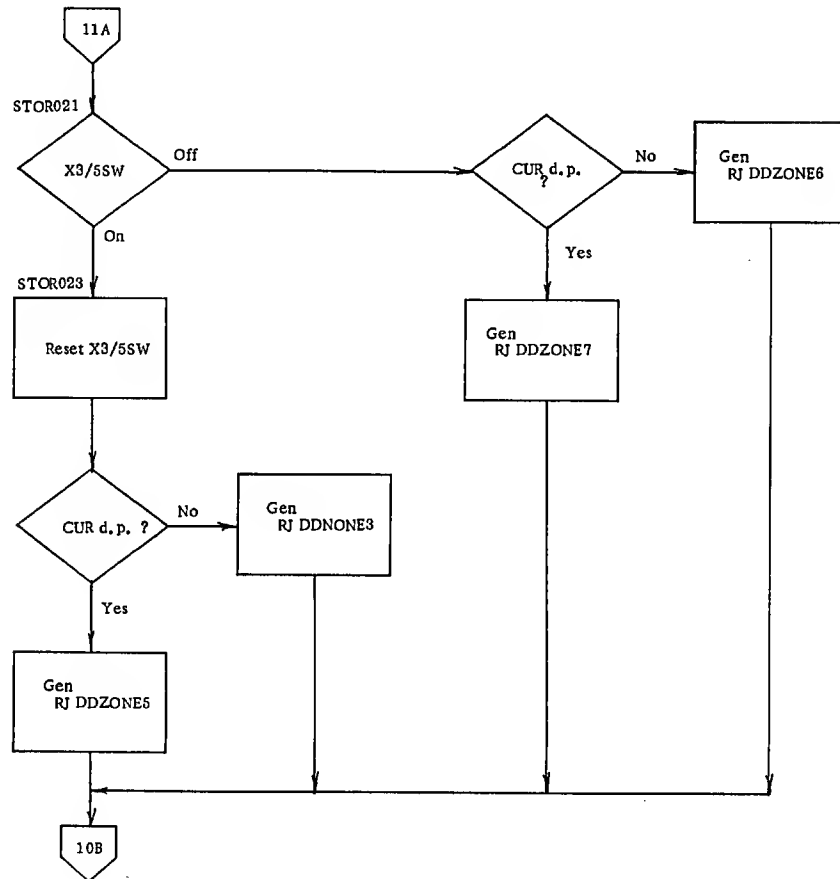 11A
STOR021
X3/5SW
Off
On
CUR d.p.
?
No
Yes
Gen
RJ DDZONE6
Gen
RJ DDZONE7
STOR023
Reset X3/5SW
CUR d.p. ?
No
Yes
Gen
RJ DDNONE3
Gen
RJ DDZONE5
10B